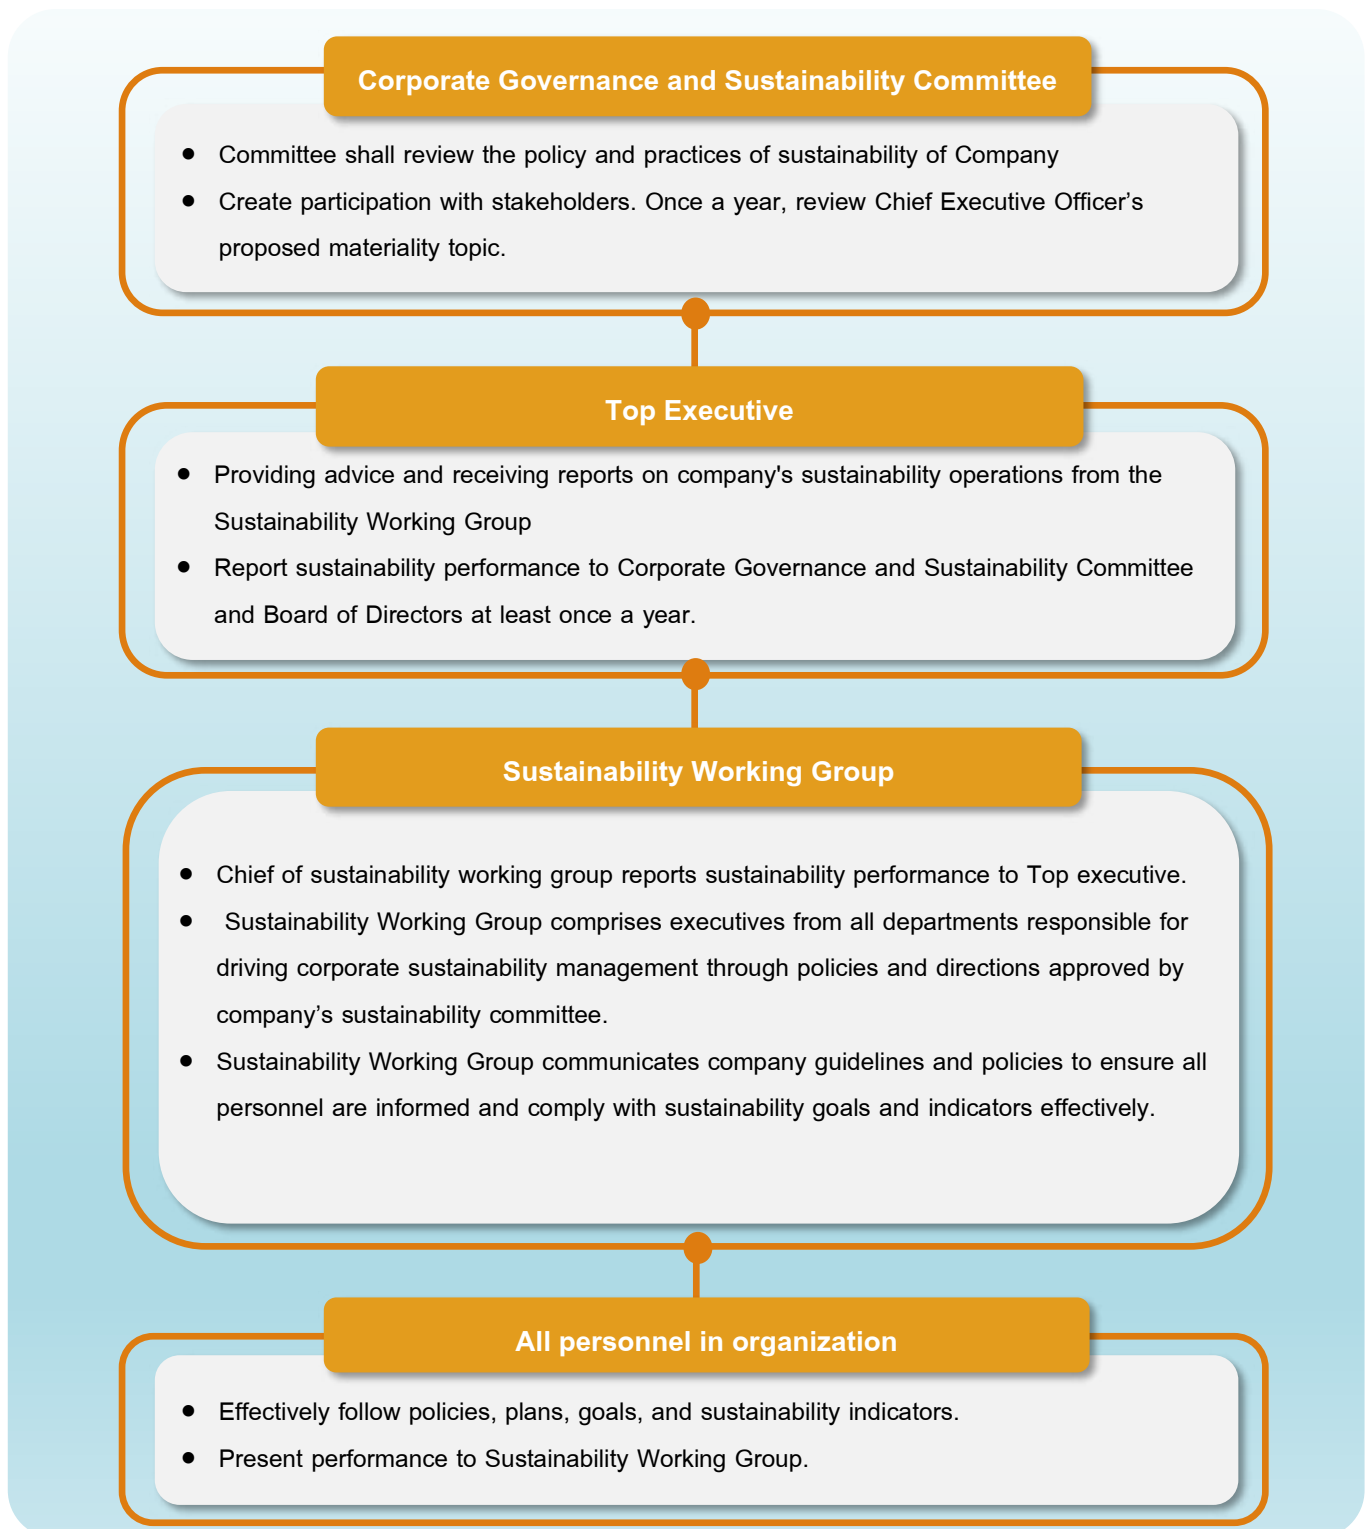 Corporate Governance and Sustainability Committee
● Committee shall review the policy and practices of sustainability of Company
● Create participation with stakeholders. Once a year, review Chief Executive Officer’s
proposed materiality topic.
Top Executive
● Providing advice and receiving reports on company's sustainability operations from the
Sustainability Working Group
● Report sustainability performance to Corporate Governance and Sustainability Committee
and Board of Directors at least once a year.
Sustainability Working Group
● Chief of sustainability working group reports sustainability performance to Top executive.
● Sustainability Working Group comprises executives from all departments responsible for
driving corporate sustainability management through policies and directions approved by
company’s sustainability committee.
● Sustainability Working Group communicates company guidelines and policies to ensure all
personnel are informed and comply with sustainability goals and indicators effectively.
All personnel in organization
● Effectively follow policies, plans, goals, and sustainability indicators.
● Present performance to Sustainability Working Group.